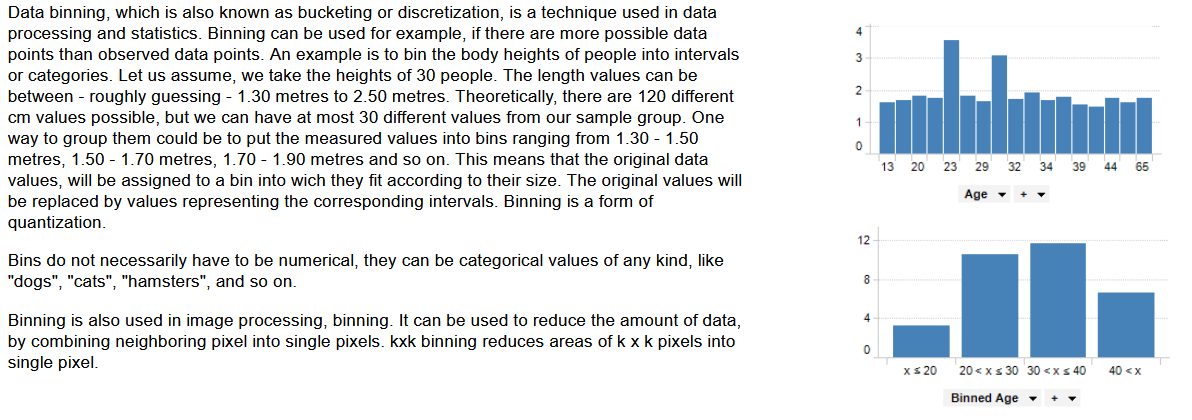 Data binning, which is also known as bucketing or discretization, is a technique used in data
processing and statistics. Binning can be used for example, if there are more possible data
points than observed data points. An example is to bin the body heights of people into intervals
or categories. Let us assume, we take the heights of 30 people. The length values can be
between - roughly guessing - 1.30 metres to 2.50 metres. Theoretically, there are 120 different
cm values possible, but we can have at most 30 different values from our sample group. One
way to group them could be to put the measured values into bins ranging from 1.30 - 1.50
metres, 1.50 - 1.70 metres, 1.70 - 1.90 metres and so on. This means that the original data
values, will be assigned to a bin into wich they fit according to their size. The original values will
be replaced by values representing the corresponding intervals. Binning is a form of
quantization.
Bins do not necessarily have to be numerical, they can be categorical values of any kind, like
"dogs", "cats", "hamsters", and so on.
Binning is also used in image processing, binning. It can be used to reduce the amount of data,
by combining neighboring pixel into single pixels. kxk binning reduces areas of k x k pixels into
single pixel.
4
3
2
1
0
13 20 23 29 32 34 39 44 65
Age +
12
8
4
0
x ≤ 20 20 < x ≤ 30 30 < x ≤ 40 40 < x
Binned Age +